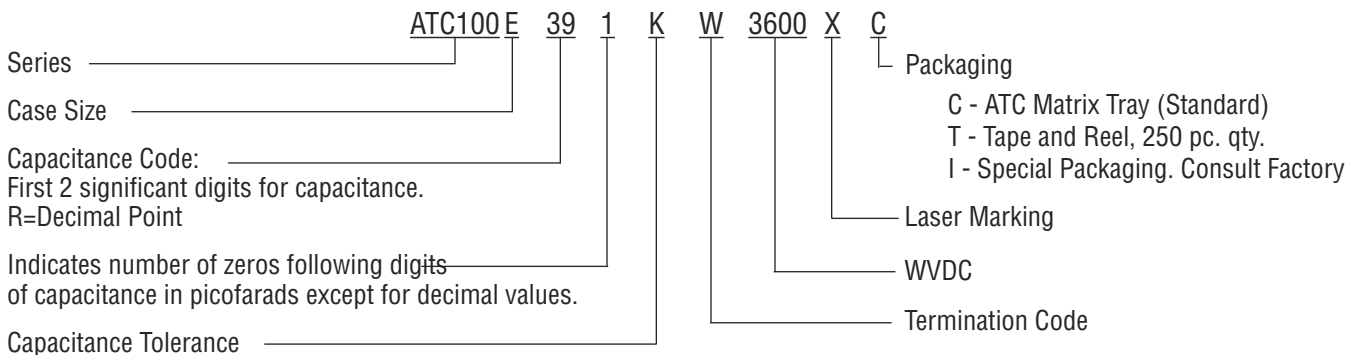 ATC100 E 39 1 K W 3600 X C
Series
Case Size
Capacitance Code:
First 2 significant digits for capacitance.
R=Decimal Point
Indicates number of zeros following digits
of capacitance in picofarads except for decimal values.
Capacitance Tolerance
Packaging
C - ATC Matrix Tray (Standard)
T - Tape and Reel, 250 pc. qty.
I - Special Packaging. Consult Factory
Laser Marking
WVDC
Termination Code